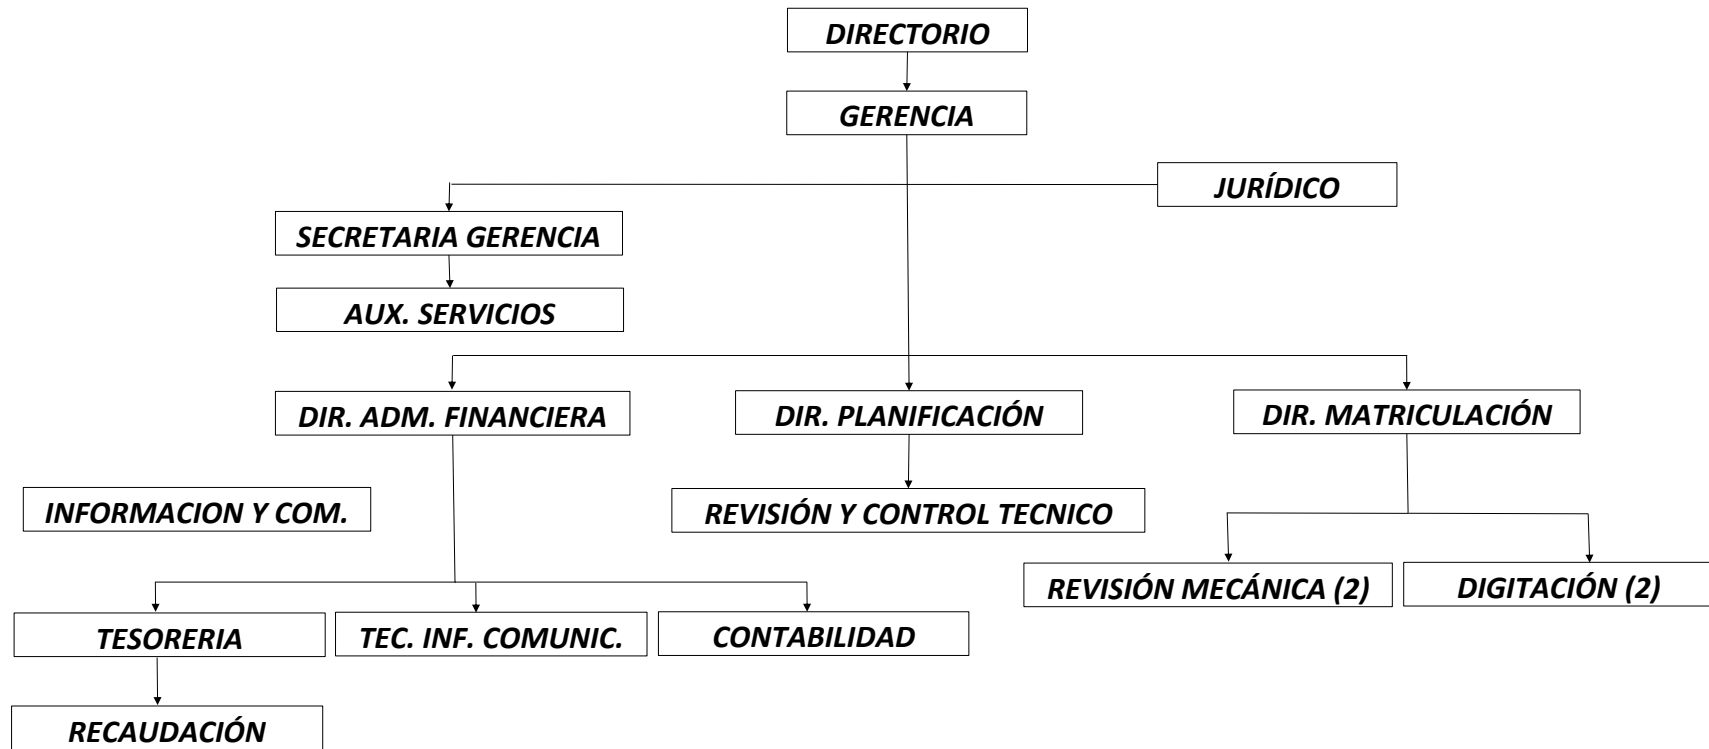 DIRECTORIO
GERENCIA
JURÍDICO
SECRETARIA GERENCIA
AUX. SERVICIOS
DIR. ADM. FINANCIERA
DIR. PLANIFICACIÓN
DIR. MATRICULACIÓN
INFORMACION Y COM.
REVISIÓN Y CONTROL TECNICO
REVISIÓN MECÁNICA (2)
DIGITACIÓN (2)
TESORERIA
TEC. INF. COMUNIC.
CONTABILIDAD
RECAUDACIÓN